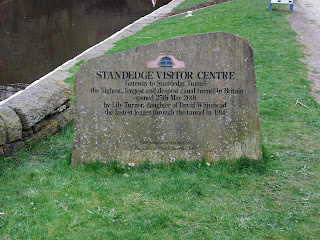 STANDEDGE VISITOR CENTRE
Gateway to Standedge Tunnel
the highest, longest and deepest canal tunnel in Britain
opened 25th May 2001
by Lily Turner, daughter of David Whitehead
the fastest legger through the tunnel in 1914